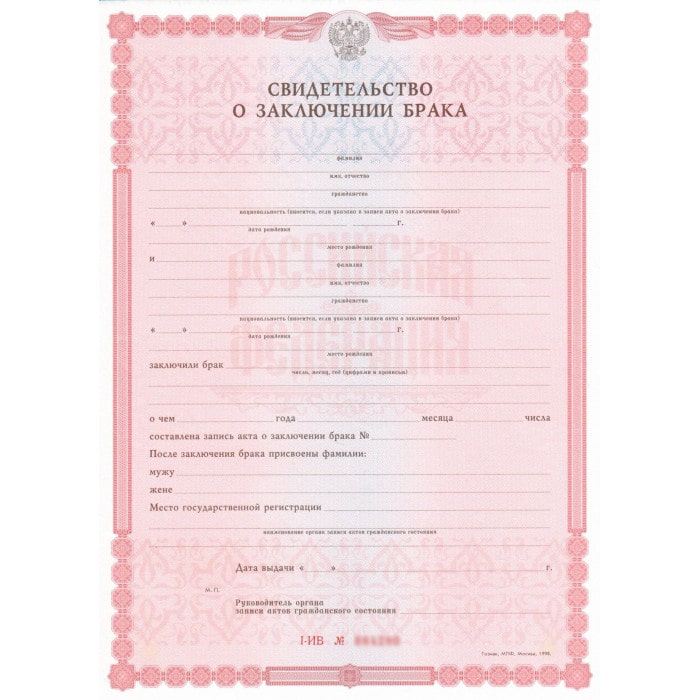 СВИДЕТЕЛЬСТВО
О ЗАКЛЮЧЕНИИ БРАКА
фамилия
имя, отчество
гражданство
национальность (вносится, если указано в записи акта о заключении брака)
« » г.
дата рождения
место рождения
и
фамилия
имя, отчество
гражданство
национальность (вносится, если указано в записи акта о заключении брака)
« » г.
дата рождения
место рождения
РОССИЙСКАЯ
ФЕДЕРАЦИЯ
заключили брак
число, месяц, год (цифрами и прописью)
о чем года месяца числа
составлена запись акта о заключении брака №
После заключения брака присвоены фамилии:
мужу
жене
Место государственной регистрации
наименование органа записи актов гражданского состояния
Дата выдачи « » г.
М. П.
Руководитель органа
записи актов гражданского состояния
I-ИВ №
Гознак, МПФ, Москва, 1998.